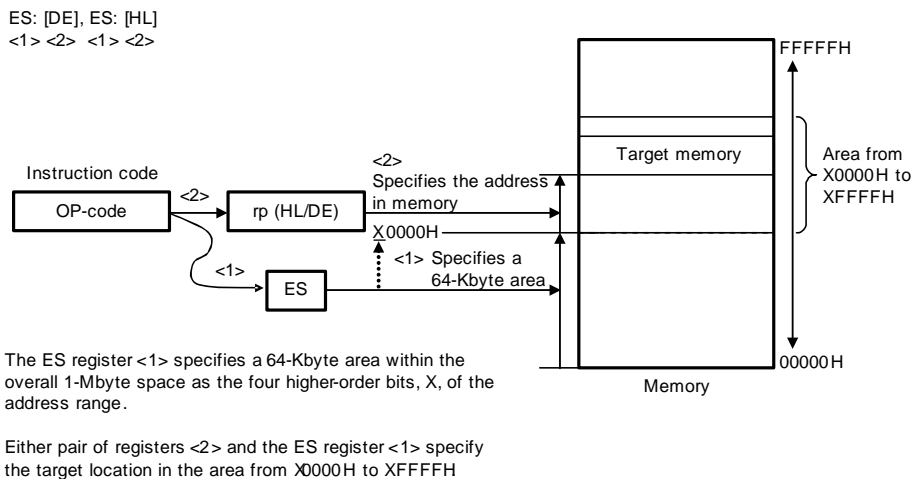 ES: [DE], ES: [HL]
<1> <2> <1> <2>
FFFFFH
Target memory
Area from
X0000H to
XFFFFH
Instruction code
OP-code
<2>
rp (HL/DE)
<2>
Specifies the address
in memory
X0000H
<1>
ES
<1> Specifies a
64-Kbyte area
00000H
Memory
The ES register <1> specifies a 64-Kbyte area within the
overall 1-Mbyte space as the four higher-order bits, X, of the
address range.
Either pair of registers <2> and the ES register <1> specify
the target location in the area from X0000H to XFFFFH